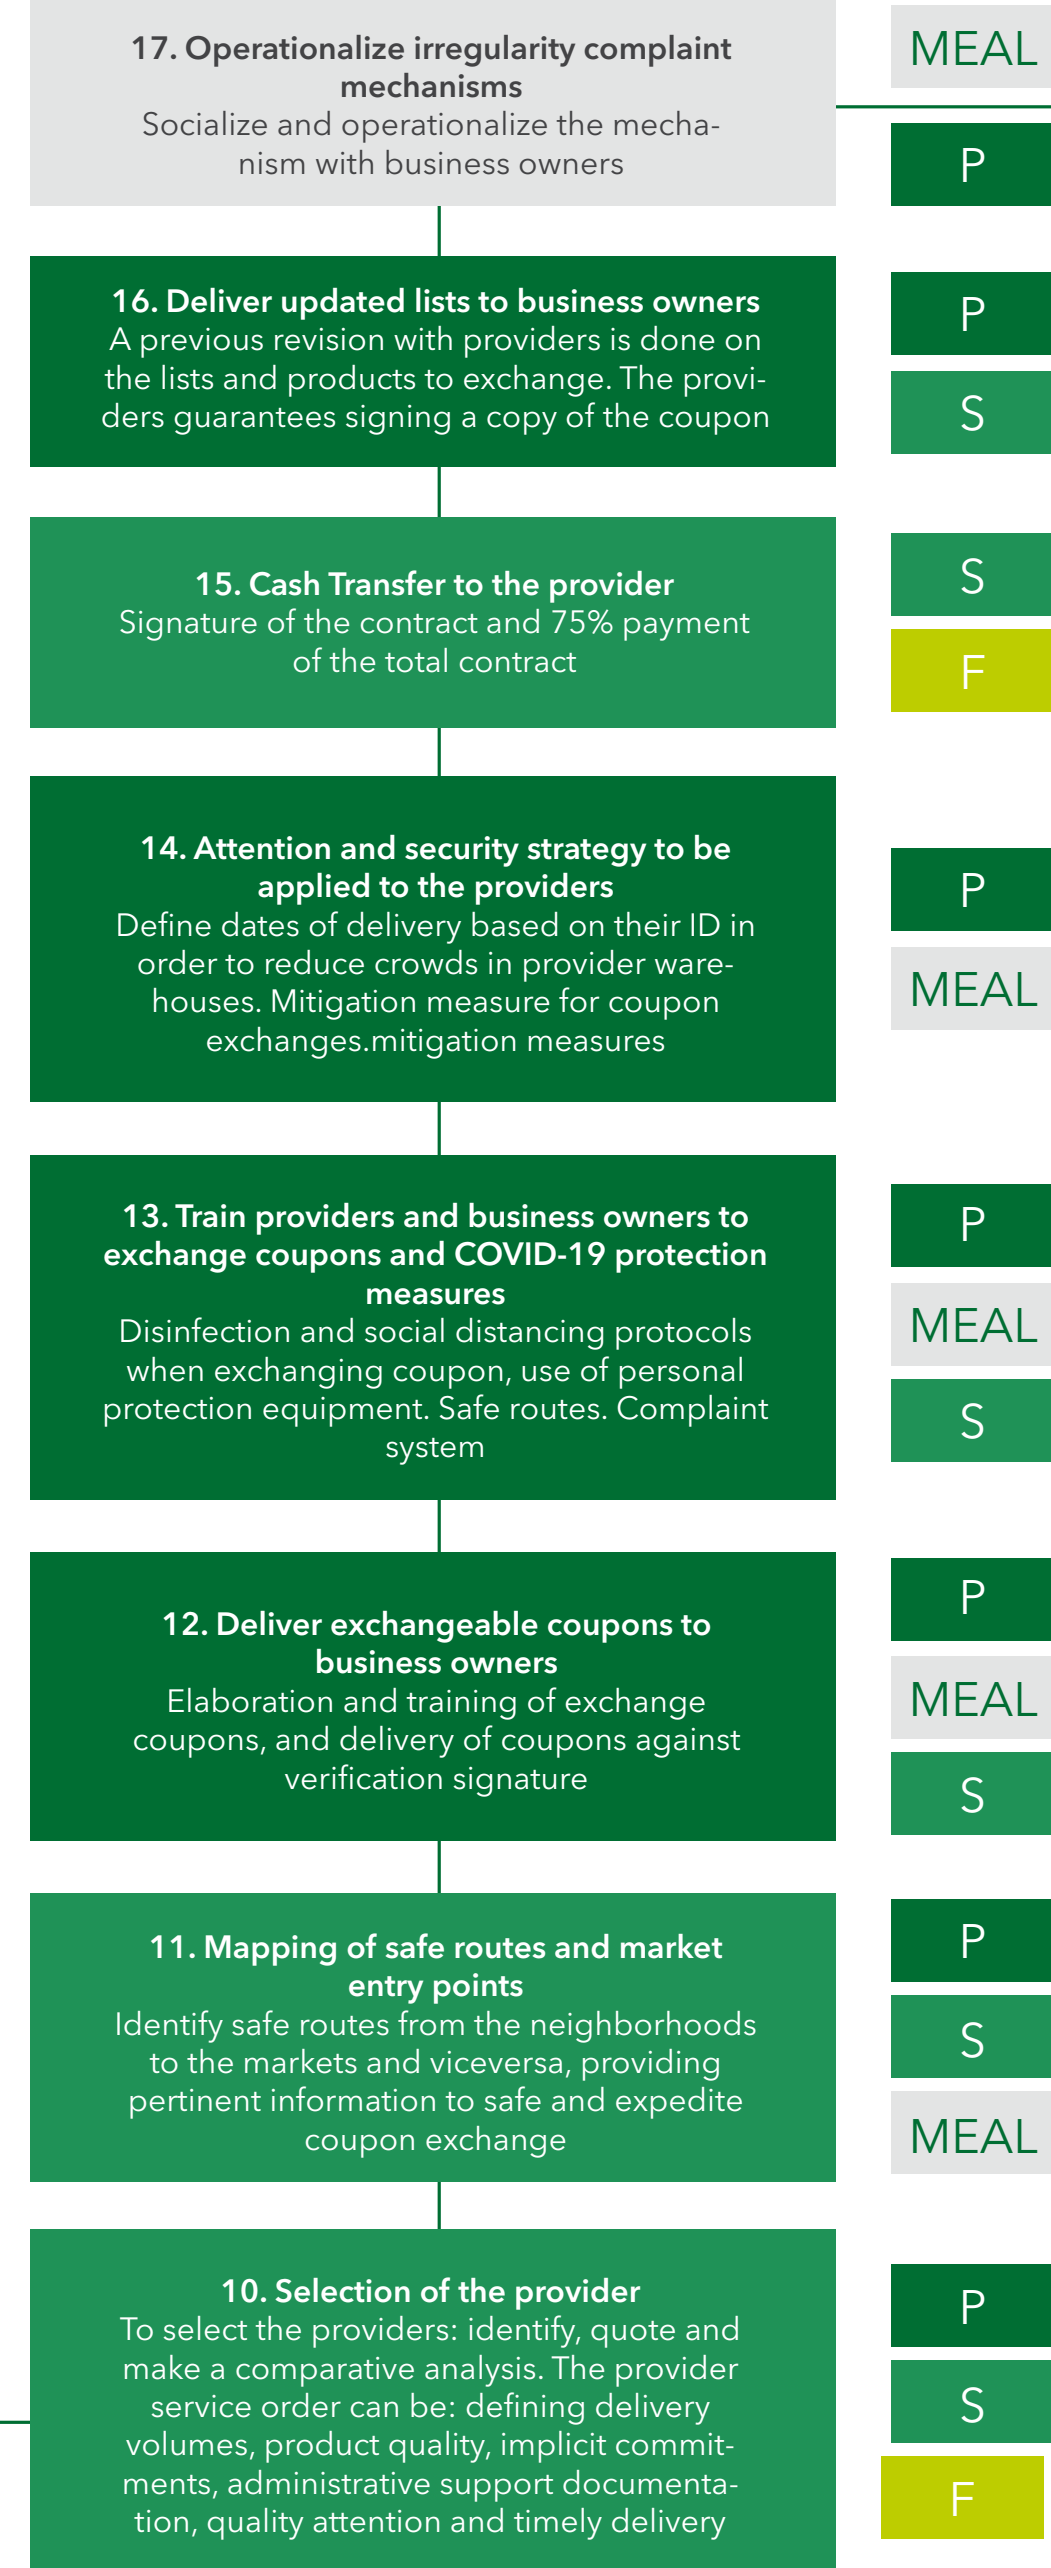 17. Operationalize irregularity complaint
mechanisms
Socialize and operationalize the mecha-
nism with business owners
MEAL
P
16. Deliver updated lists to business owners
A previous revision with providers is done on
the lists and products to exchange. The provi-
ders guarantees signing a copy of the coupon
P
S
15. Cash Transfer to the provider
Signature of the contract and 75% payment
of the total contract
S
F
14. Attention and security strategy to be
applied to the providers
Define dates of delivery based on their ID in
order to reduce crowds in provider ware-
houses. Mitigation measure for coupon
exchanges.mitigation measures
P
MEAL
13. Train providers and business owners to
exchange coupons and COVID-19 protection
measures
Disinfection and social distancing protocols
when exchanging coupon, use of personal
protection equipment. Safe routes. Complaint
system
P
MEAL
S
12. Deliver exchangeable coupons to
business owners
Elaboration and training of exchange
coupons, and delivery of coupons against
verification signature
P
MEAL
S
11. Mapping of safe routes and market
entry points
Identify safe routes from the neighborhoods
to the markets and viceversa, providing
pertinent information to safe and expedite
coupon exchange
P
S
MEAL
10. Selection of the provider
To select the providers: identify, quote and
make a comparative analysis. The provider
service order can be: defining delivery
volumes, product quality, implicit commit-
ments, administrative support documenta-
tion, quality attention and timely delivery
P
S
F